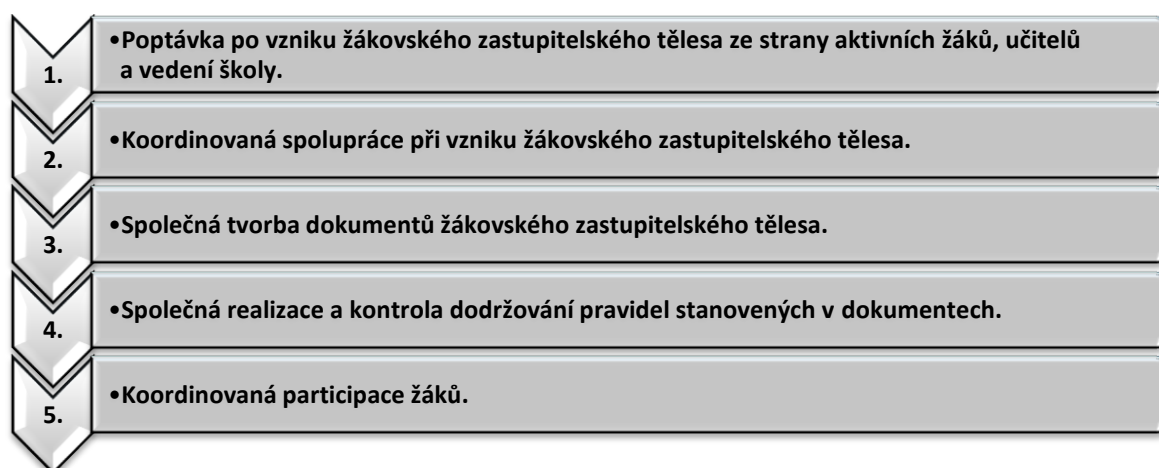 1.
•Poptávka po vzniku žákovského zastupitelského tělesa ze strany aktivních žáků, učitelů
a vedení školy.
2.
•Koordinovaná spolupráce při vzniku žákovského zastupitelského tělesa.
3.
•Společná tvorba dokumentů žákovského zastupitelského tělesa.
4.
•Společná realizace a kontrola dodržování pravidel stanovených v dokumentech.
5.
•Koordinovaná participace žáků.